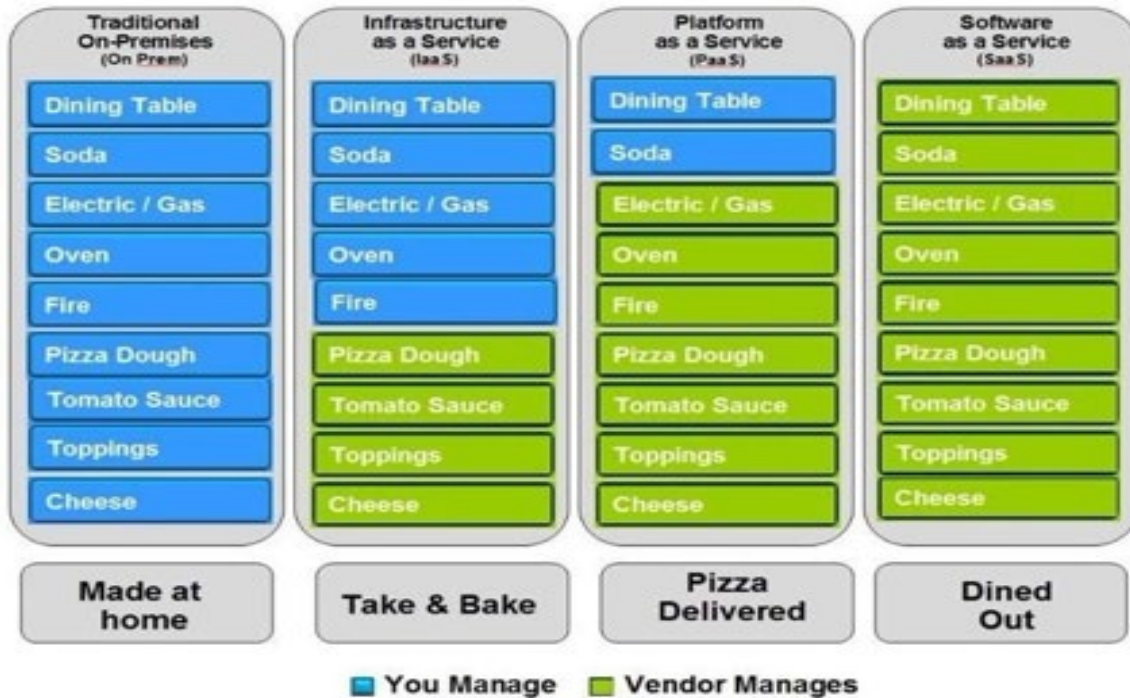 Traditional
On-Premises
(On Prem)
Dining Table
Soda
Electric / Gas
Oven
Fire
Pizza Dough
Tomato Sauce
Toppings
Cheese
Made at
home
Infrastructure
as a Service
(IaaS)
Dining Table
Soda
Electric / Gas
Oven
Fire
Pizza Dough
Tomato Sauce
Toppings
Cheese
Take & Bake
Platform
as a Service
(PaaS)
Dining Table
Soda
Electric / Gas
Oven
Fire
Pizza Dough
Tomato Sauce
Toppings
Cheese
Pizza
Delivered
Software
as a Service
(SaaS)
Dining Table
Soda
Electric / Gas
Oven
Fire
Pizza Dough
Tomato Sauce
Toppings
Cheese
Dined
Out
You Manage
Vendor Manages